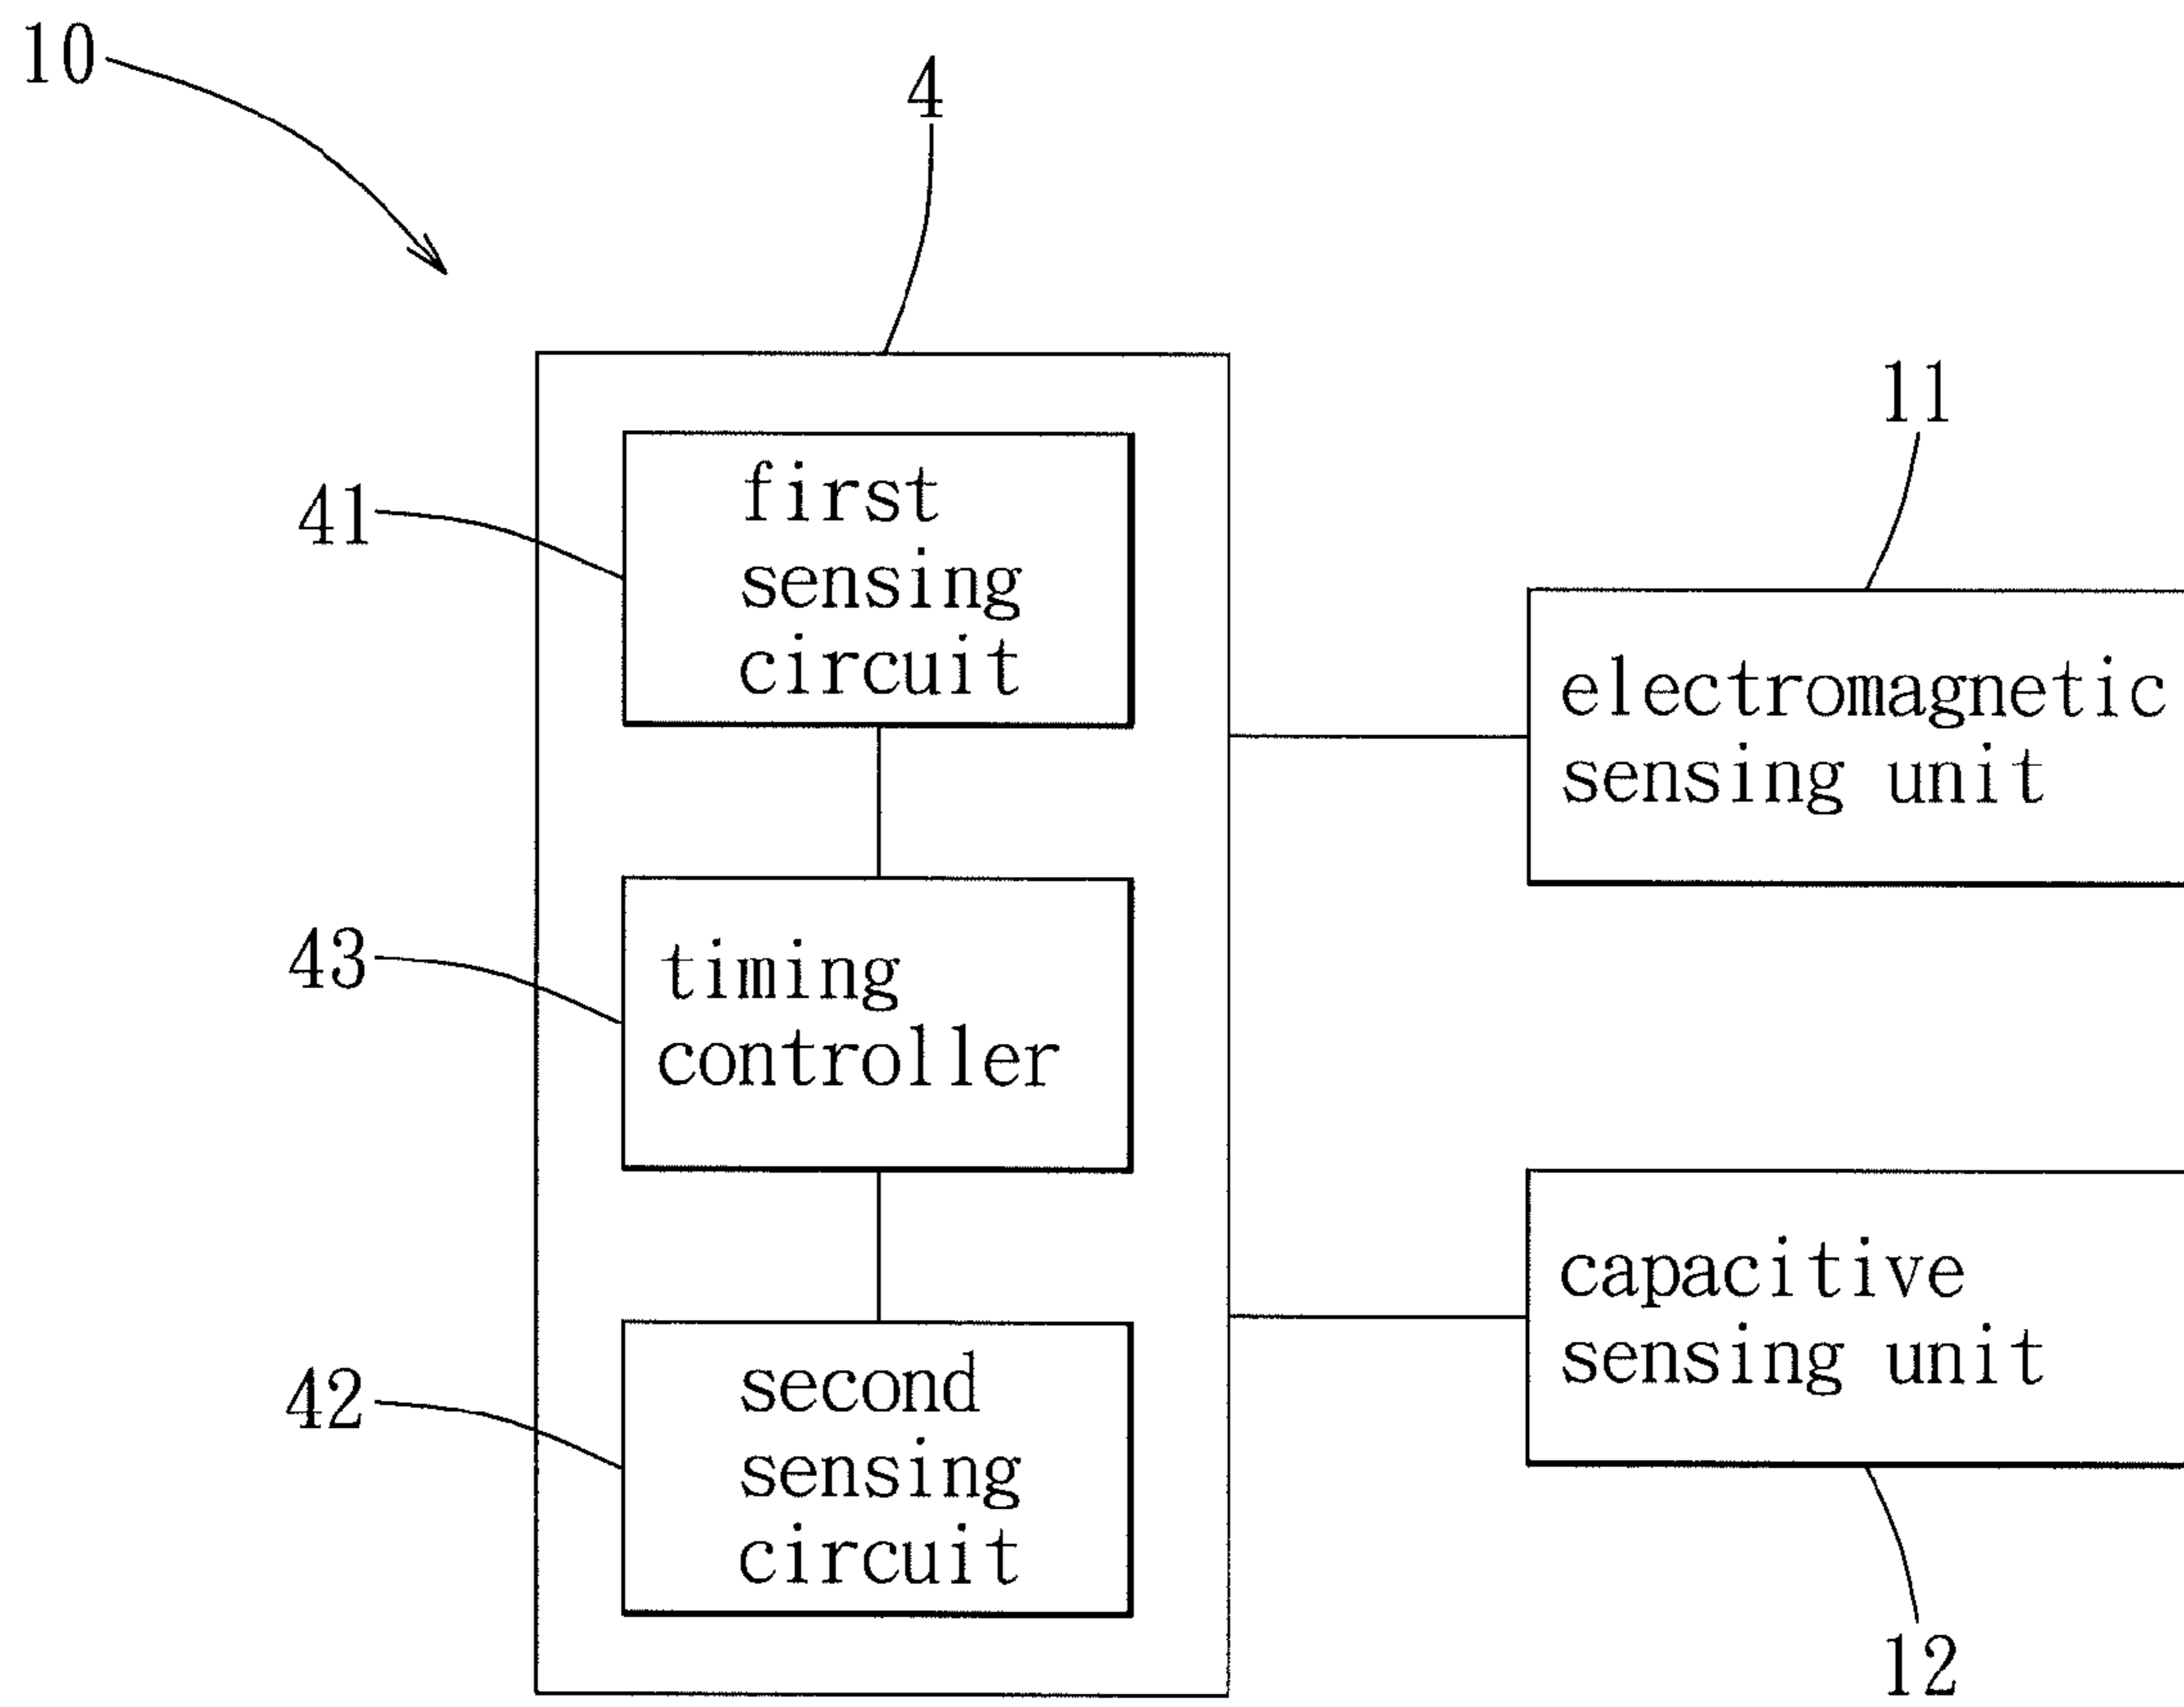 10
4
11
41
first
sensing
circuit
electromagnetic
sensing unit
43
timing
controller
capacitive
sensing unit
42
second
sensing
circuit
12